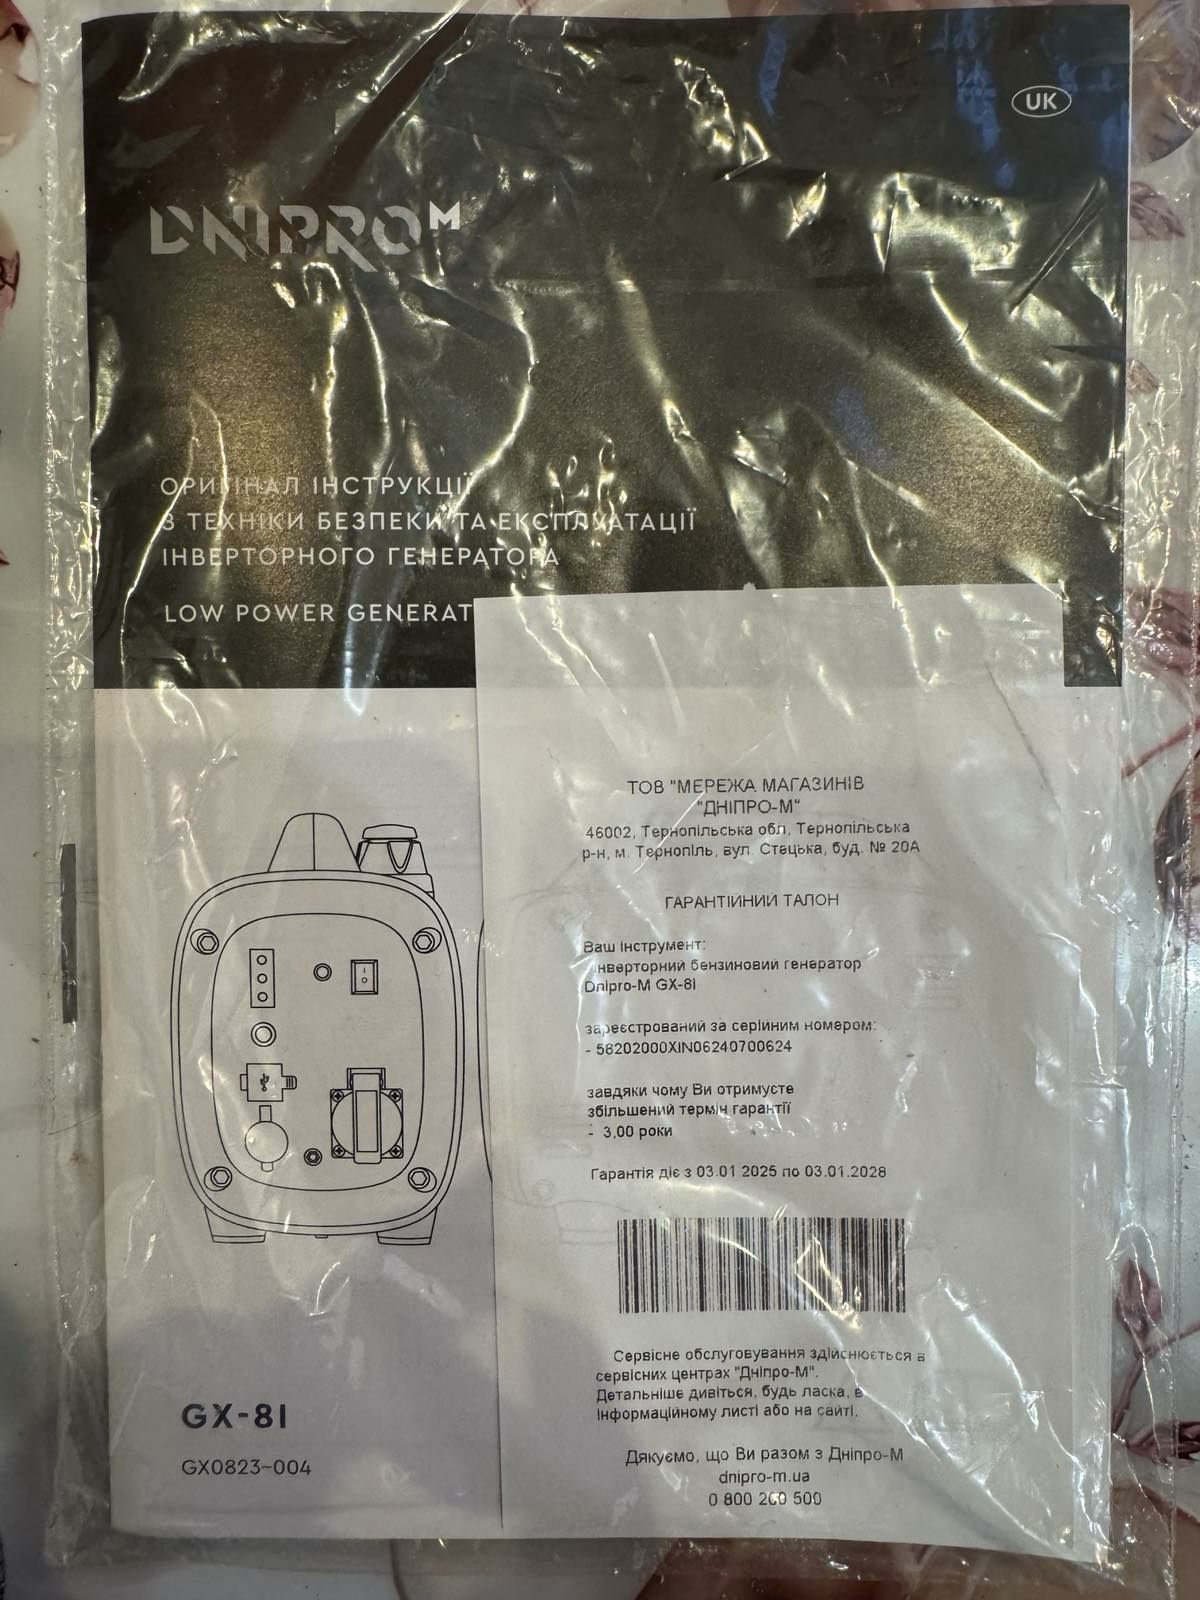 UK
DNIPRO M
ОРИГІНАЛ ІНСТРУКЦІЇ
З ТЕХНІКИ БЕЗПЕКИ ТА ЕКСПЛУАТАЦІЇ
ІНВЕРТОРНОГО ГЕНЕРАТОРА
LOW POWER GENERAT
ТОВ "МЕРЕЖА МАГАЗИНІВ
"ДНІПРО-М"
46002, Тернопільська обл, Тернопільська
р-н, м. Тернопіль, вул. Стецька, буд. № 20А
ГАРАНТІЙНИЙ ТАЛОН
Ваш інструмент:
Інверторний бензиновий генератор
Dnipro-M GX-8I
зареєстрований за серійним номером:
- 58202000XIN06240700624
завдяки чому Ви отримуєте
збільшений термін гарантії
- 3,00 роки
Гарантія діє з 03.01.2025 по 03.01.2028
Сервісне обслуговування здійснюється в
сервісних центрах "Дніпро-М".
Детальніше дивіться, будь ласка, в
інформаційному листі або на сайті.
Дякуємо, що Ви разом з Дніпро-М
dnipro-m.ua
0 800 200 500
GX-8I
GX0823-004